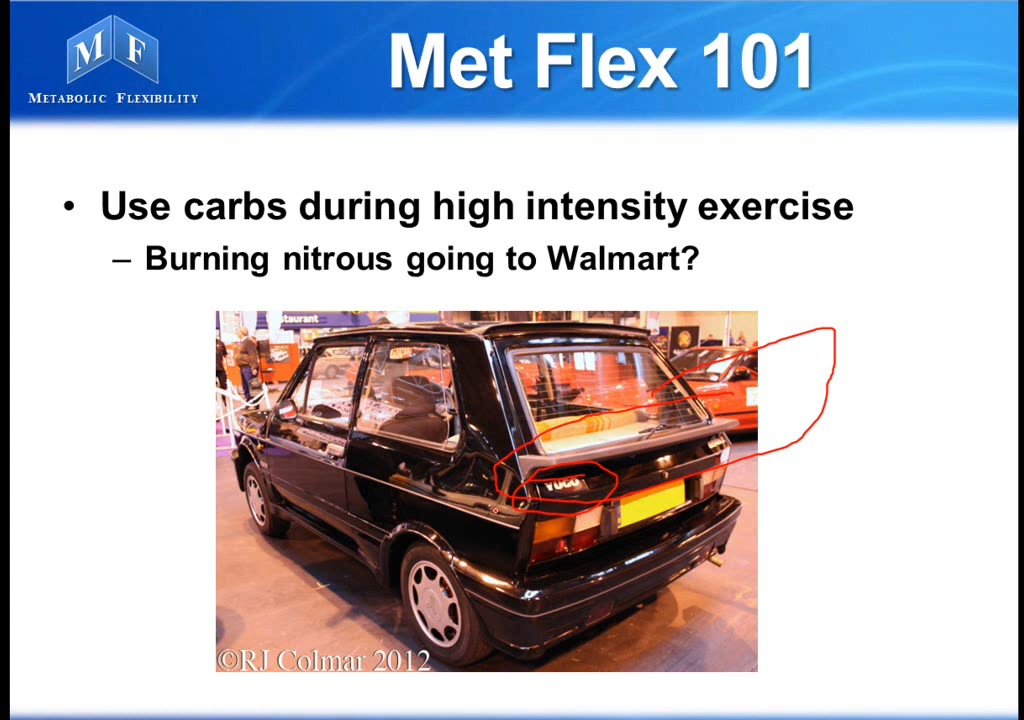 M F
METABOLIC FLEXIBILITY
Met Flex 101
• Use carbs during high intensity exercise
– Burning nitrous going to Walmart?
staurant
YUGO
©RJ Colmar 2012